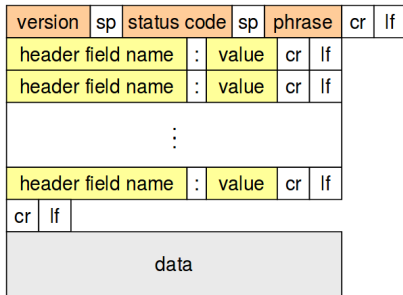 version sp status code sp phrase cr lf
header field name : value cr lf
header field name : value cr lf
⋮
header field name : value cr lf
cr lf
data